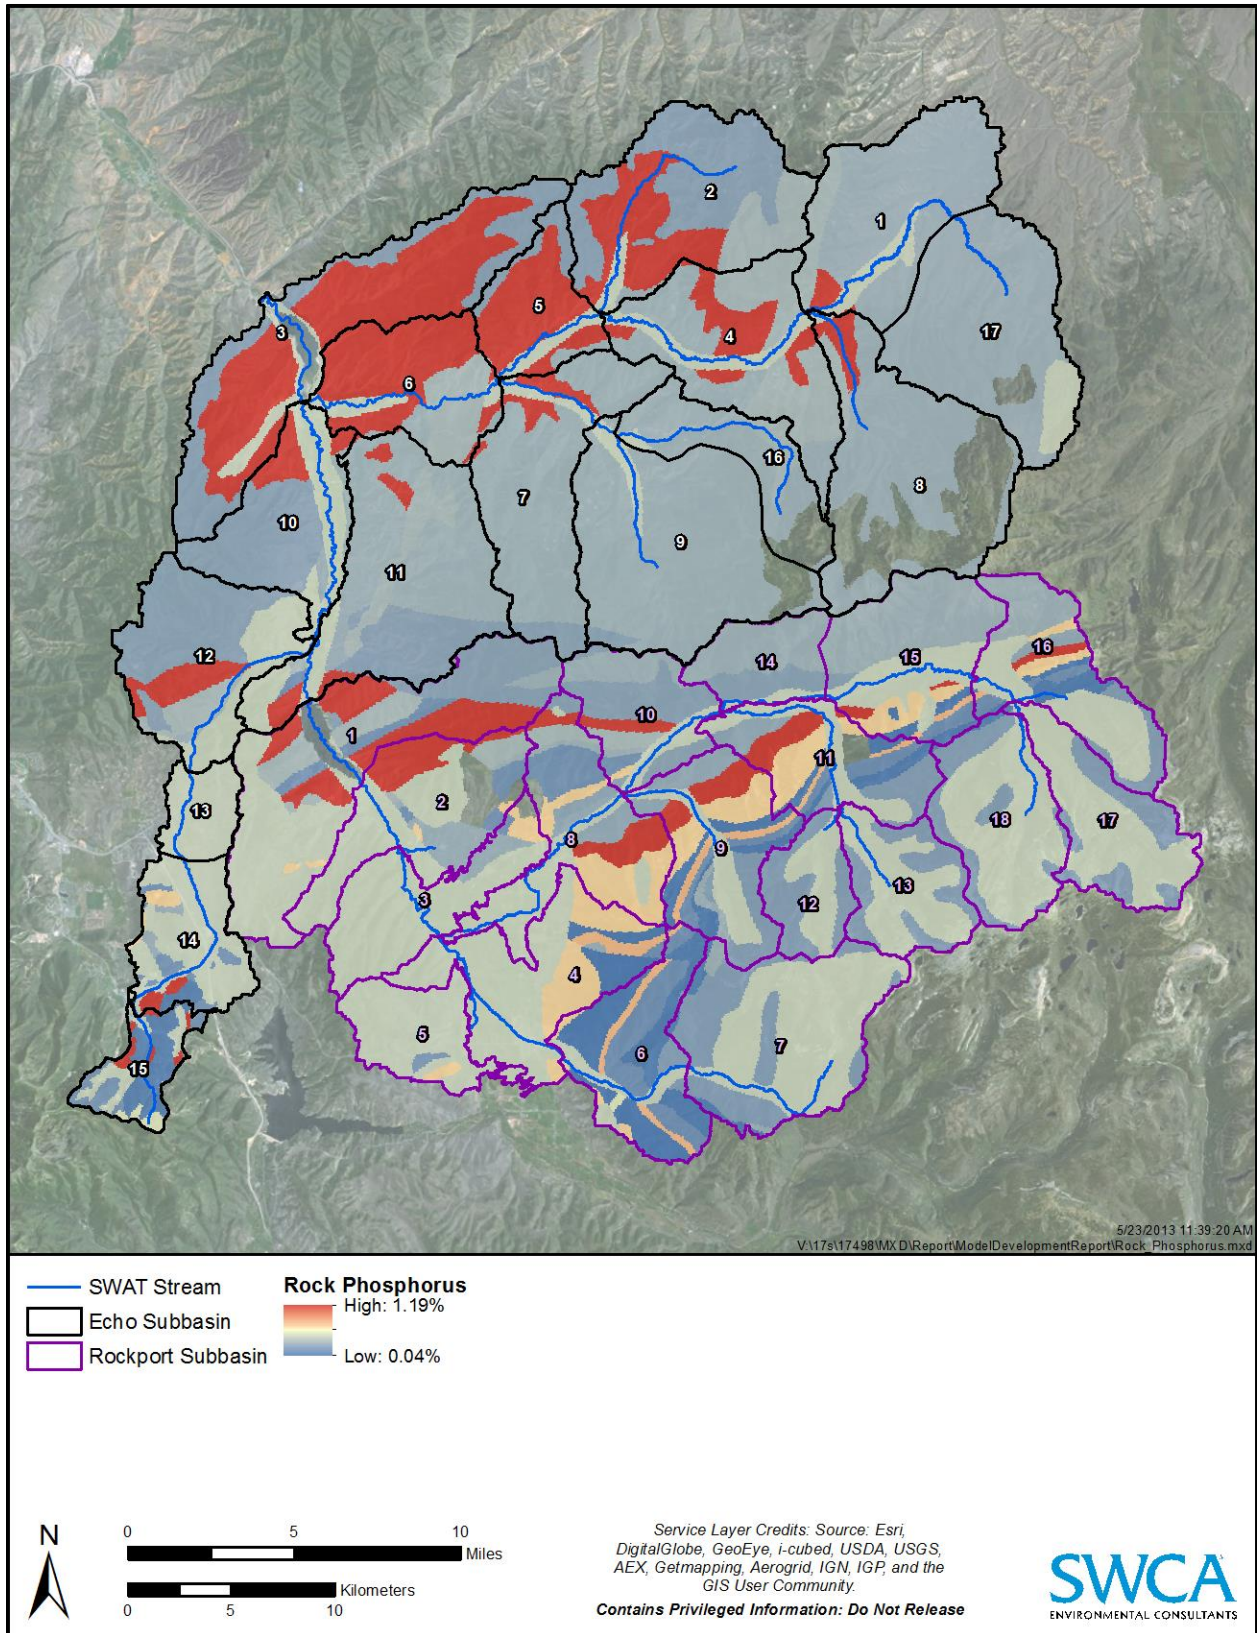 2
1
3
5
4
17
6
16
8
7
10
9
11
12
14
15
16
10
1
11
2
13
8
18
17
9
13
3
12
14
4
5
6
7
15
5/23/2013 11:39:20 AM
V:\17s\17498\MXD\Report\ModelDevelopmentReport\Rock_Phosphorus.mxd
SWAT Stream
Echo Subbasin
Rockport Subbasin
Rock Phosphorus
High: 1.19%
Low: 0.04%
N
0 5 10
Miles
Kilometers
0 5 10
Service Layer Credits: Source: Esri,
DigitalGlobe, GeoEye, i-cubed, USDA, USGS,
AEX, Getmapping, Aerogrid, IGN, IGP, and the
GIS User Community.
Contains Privileged Information: Do Not Release
SWCA
ENVIRONMENTAL CONSULTANTS